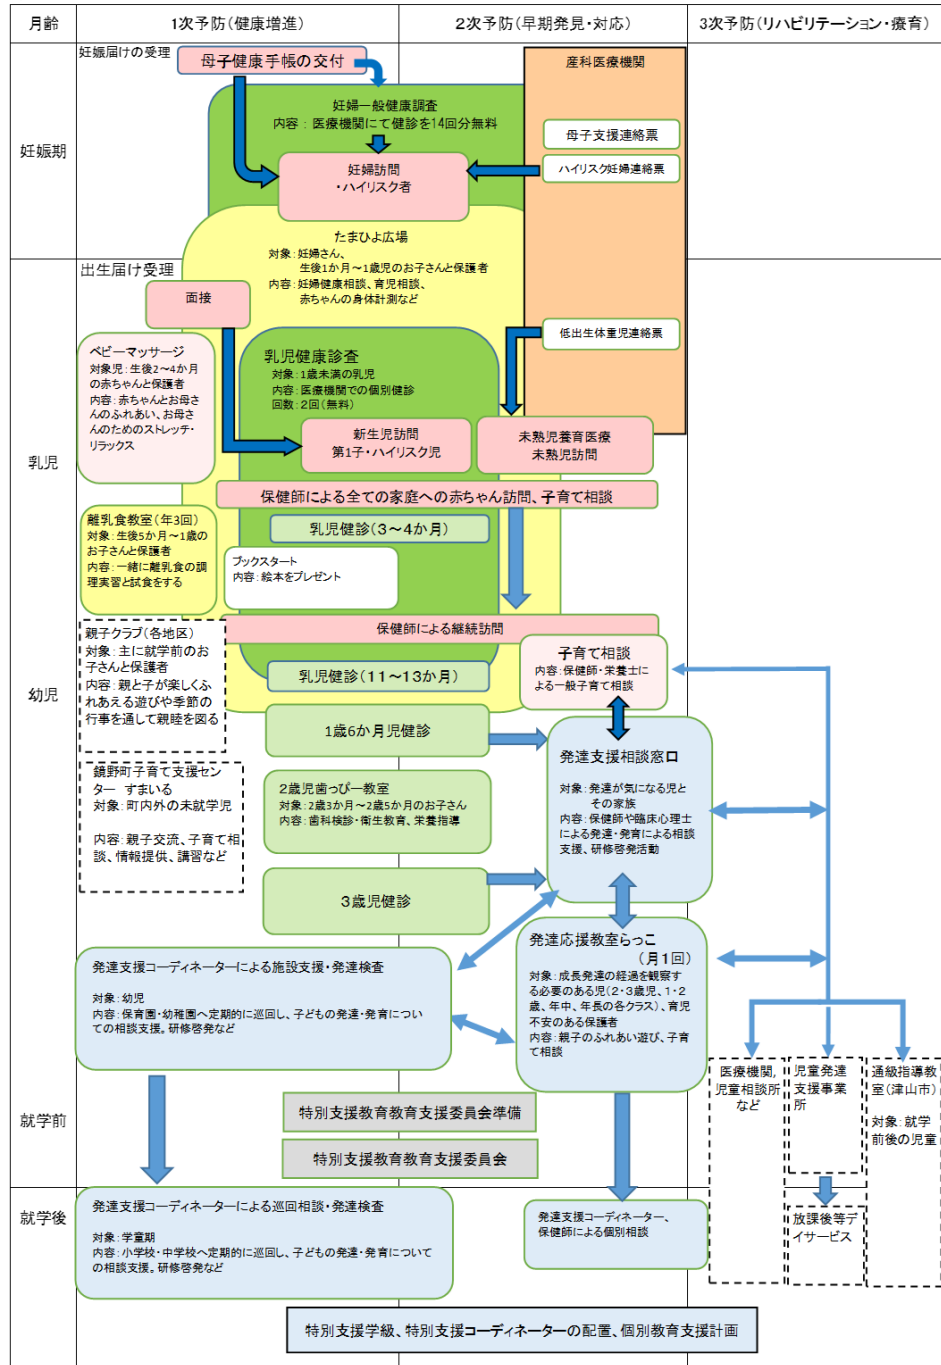 月齢
1次予防(健康増進)
2次予防(早期発見・対応)
3次予防(リハビリテーション・療育)
妊娠期
妊娠届けの受理
母子健康手帳の交付
妊婦一般健康調査
内容：医療機関にて健診を14回分無料
妊婦訪問
・ハイリスク者
産科医療機関
母子支援連絡票
ハイリスク妊婦連絡票
たまひよ広場
対象：妊婦さん、
生後1か月～1歳児のお子さんと保護者
内容：妊婦健康相談、育児相談、
赤ちゃんの身体計測など
乳児
出生届け受理
面接
低出生体重児連絡票
ベビーマッサージ
対象児：生後2～4か月
の赤ちゃんと保護者
内容：赤ちゃんとお母さ
んのふれあい、お母さ
んのためのストレッチ・
リラックス
乳児健康診査
対象：1歳未満の乳児
内容：医療機関での個別健診
回数：2回(無料)
新生児訪問
第1子・ハイリスク児
未熟児養育医療
未熟児訪問
保健師による全ての家庭への赤ちゃん訪問、子育て相談
離乳食教室(年3回)
対象：生後5か月～1歳の
お子さんと保護者
内容：一緒に離乳食の調
理実習と試食をする
乳児健診(3～4か月)
ブックスタート
内容：絵本をプレゼント
幼児
保健師による継続訪問
親子クラブ(各地区)
対象：主に就学前のお
子さんと保護者
内容：親と子が楽しくふ
れあえる遊びや季節の
行事を通して親睦を図る
乳児健診(11～13か月)
子育て相談
内容：保健師・栄養士に
よる一般子育て相談
1歳6か月児健診
発達支援相談窓口
対象：発達が気になる児と
その家族
内容：保健師や臨床心理士
による発達・発育による相談
支援、研修啓発活動
鏡野町子育て支援セン
ター すまいる
対象：町内外の未就学児
内容：親子交流、子育て相
談、情報提供、講習など
2歳児歯っぴー教室
対象：2歳3か月～2歳5か月のお子さん
内容：歯科検診・衛生教育、栄養指導
3歳児健診
発達応援教室らっこ
(月1回)
対象：成長発達の経過を観察す
る必要のある児(2・3歳児、1・2
歳、年中、年長の各クラス)、育児
不安のある保護者
内容：親子のふれあい遊び、子育
て相談
発達支援コーディネーターによる施設支援・発達検査
対象：幼児
内容：保育園・幼稚園へ定期的に巡回し、子どもの発達・発育につい
ての相談支援。研修啓発など
医療機関,
児童相談所
など
児童発達
支援事業
所
通級指導教
室(津山市)
対象：就学
前後の児童
就学前
特別支援教育教育支援委員会準備
特別支援教育教育支援委員会
就学後
発達支援コーディネーターによる巡回相談・発達検査
対象：学童期
内容：小学校・中学校へ定期的に巡回し、子どもの発達・発育についての
の相談支援。研修啓発など
発達支援コーディネーター、
保健師による個別相談
放課後等デ
イサービス
特別支援学級、特別支援コーディネーターの配置、個別教育支援計画